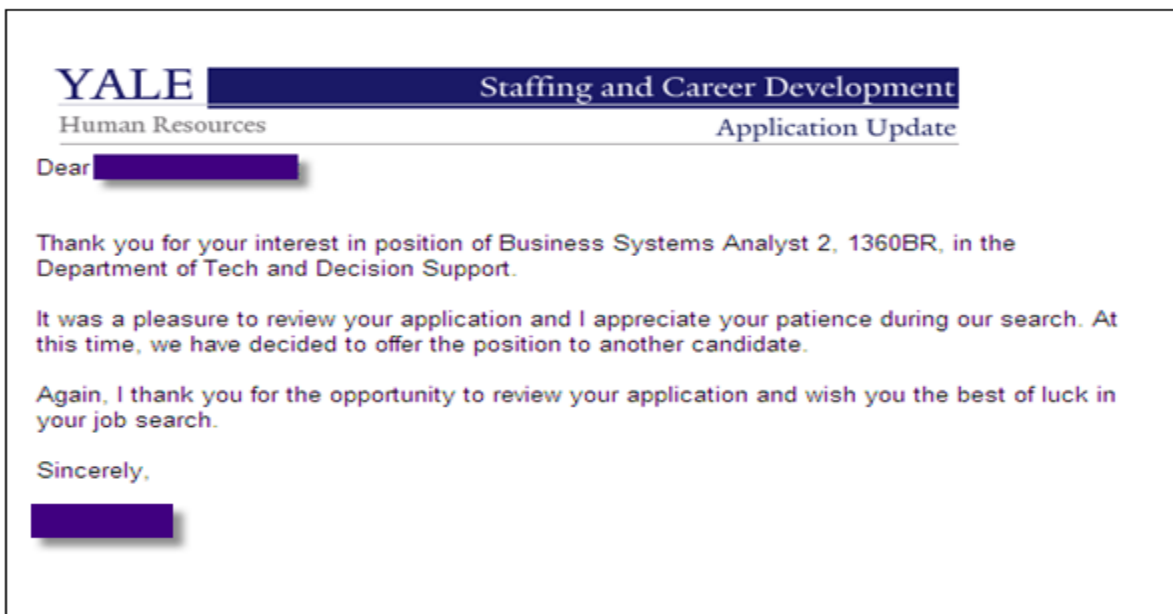 YALE Staffing and Career Development
Human Resources Application Update
Dear
Thank you for your interest in position of Business Systems Analyst 2, 1360BR, in the
Department of Tech and Decision Support.
It was a pleasure to review your application and I appreciate your patience during our search. At
this time, we have decided to offer the position to another candidate.
Again, I thank you for the opportunity to review your application and wish you the best of luck in
your job search.
Sincerely,